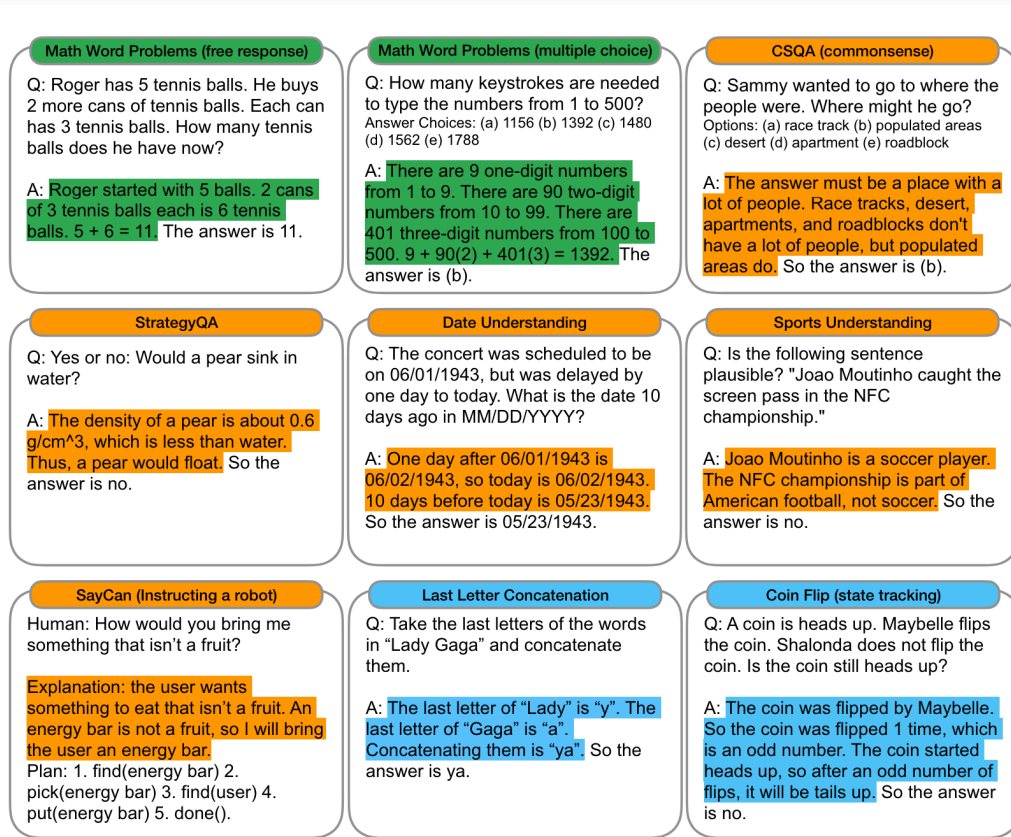 Math Word Problems (free response)
Q: Roger has 5 tennis balls. He buys
2 more cans of tennis balls. Each can
has 3 tennis balls. How many tennis
balls does he have now?
A: Roger started with 5 balls. 2 cans
of 3 tennis balls each is 6 tennis
balls. 5 + 6 = 11. The answer is 11.
Math Word Problems (multiple choice)
Q: How many keystrokes are needed
to type the numbers from 1 to 500?
Answer Choices: (a) 1156 (b) 1392 (c) 1480
(d) 1562 (e) 1788
A: There are 9 one-digit numbers
from 1 to 9. There are 90 two-digit
numbers from 10 to 99. There are
401 three-digit numbers from 100 to
500. 9 + 90(2) + 401(3) = 1392. The
answer is (b).
CSQA (commonsense)
Q: Sammy wanted to go to where the
people were. Where might he go?
Options: (a) race track (b) populated areas
(c) desert (d) apartment (e) roadblock
A: The answer must be a place with a
lot of people. Race tracks, desert,
apartments, and roadblocks don't
have a lot of people, but populated
areas do. So the answer is (b).
StrategyQA
Q: Yes or no: Would a pear sink in
water?
A: The density of a pear is about 0.6
g/cm^3, which is less than water.
Thus, a pear would float. So the
answer is no.
Date Understanding
Q: The concert was scheduled to be
on 06/01/1943, but was delayed by
one day to today. What is the date 10
days ago in MM/DD/YYYY?
A: One day after 06/01/1943 is
06/02/1943, so today is 06/02/1943.
10 days before today is 05/23/1943.
So the answer is 05/23/1943.
Sports Understanding
Q: Is the following sentence
plausible? "Joao Moutinho caught the
screen pass in the NFC
championship."
A: Joao Moutinho is a soccer player.
The NFC championship is part of
American football, not soccer. So the
answer is no.
SayCan (Instructing a robot)
Human: How would you bring me
something that isn’t a fruit?
Explanation: the user wants
something to eat that isn’t a fruit. An
energy bar is not a fruit, so I will bring
the user an energy bar.
Plan: 1. find(energy bar) 2.
pick(energy bar) 3. find(user) 4.
put(energy bar) 5. done().
Last Letter Concatenation
Q: Take the last letters of the words
in “Lady Gaga” and concatenate
them.
A: The last letter of “Lady” is “y”. The
last letter of “Gaga” is “a”.
Concatenating them is “ya”. So the
answer is ya.
Coin Flip (state tracking)
Q: A coin is heads up. Maybelle flips
the coin. Shalonda does not flip the
coin. Is the coin still heads up?
A: The coin was flipped by Maybelle.
So the coin was flipped 1 time, which
is an odd number. The coin started
heads up, so after an odd number of
flips, it will be tails up. So the answer
is no.